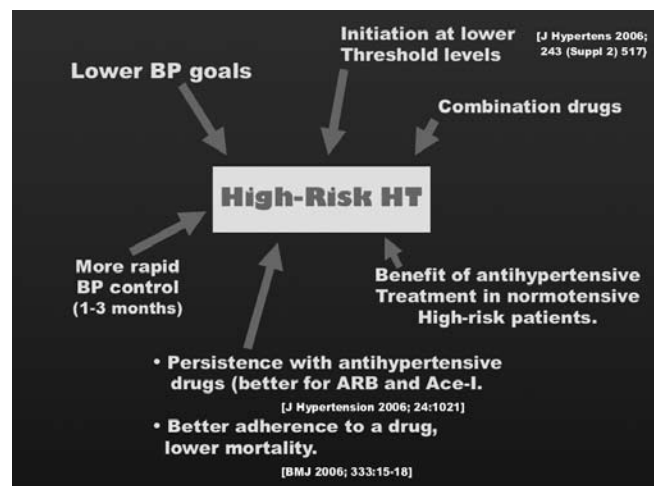 Initiation at lower
Threshold levels
[J Hypertens 2006;
243 (Suppl 2) 517}
Lower BP goals
Combination drugs
High-Risk HT
More rapid
BP control
(1-3 months)
Benefit of antihypertensive
Treatment in normotensive
High-risk patients.
• Persistence with antihypertensive
drugs (better for ARB and Ace-I.
[J Hypertension 2006; 24:1021]
• Better adherence to a drug,
lower mortality.
[BMJ 2006; 333:15-18]